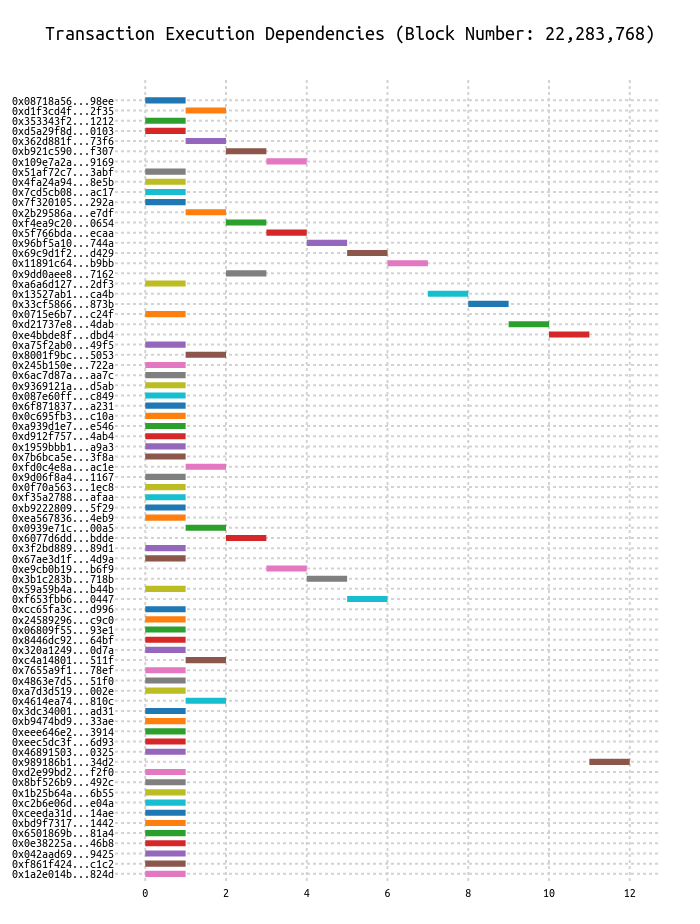 Transaction Execution Dependencies (Block Number: 22,283,768)
0x08718a56...98ee
0xd1f3cd4f...2f35
0x353343f2...1212
0xd5a29f8d...0103
0x362d881f...73f6
0xb921c590...f307
0x109e7a2a...9169
0x51af72c7...3abf
0x4fa24a94...8e5b
0x7cd5cb08...ac17
0x7f320105...292a
0x2b29586a...e7df
0xf4ea9c20...0654
0x5f766bda...ecaa
0x96bf5a10...744a
0x69c9d1f2...d429
0x11891c64...b9bb
0x9dd0aee8...7162
0xa6a6d127...2df3
0x13527ab1...ca4b
0x33cf5866...873b
0x0715e6b7...c24f
0xd21737e8...4dab
0xe4bbde8f...dbd4
0xa75f2ab0...49f5
0x8001f9bc...5053
0x245b150e...722a
0x6ac7d87a...aa7c
0x9369121a...d5ab
0x087e60ff...c849
0x6f871837...a231
0x0c695fb3...c10a
0xa939d1e7...e546
0xd912f757...4ab4
0x1959bbb1...a9a3
0x7b6bca5e...3f8a
0xfd0c4e8a...ac1e
0x9d06f8a4...1167
0x0f70a563...1ec8
0xf35a2788...afaa
0xb9222809...5f29
0xea567836...4eb9
0x0939e71c...00a5
0x6077d6dd...bdde
0x3f2bd889...89d1
0x67ae3d1f...4d9a
0xe9cb0b19...b6f9
0x3b1c283b...718b
0x59a59b4a...b44b
0xf653fbb6...0447
0xcc65fa3c...d996
0x24589296...c9c0
0x06809f55...93e1
0x8446dc92...64bf
0x320a1249...0d7a
0xc4a14801...511f
0x7655a9f1...78ef
0x4863e7d5...51f0
0xa7d3d519...002e
0x4614ea74...810c
0x3dc34001...ad31
0xb9474bd9...33ae
0xeee646e2...3914
0xeec5dc3f...6d93
0x46891503...0325
0x989186b1...34d2
0xd2e99bd2...f2f0
0x8bf526b9...492c
0x1b25b64a...6b55
0xc2b6e06d...e04a
0xceeda31d...14ae
0xbd9f7317...1442
0x6501869b...81a4
0x0e38225a...46b8
0x042aad69...9425
0xf861f424...c1c2
0x1a2e014b...824d
0 2 4 6 8 10 12